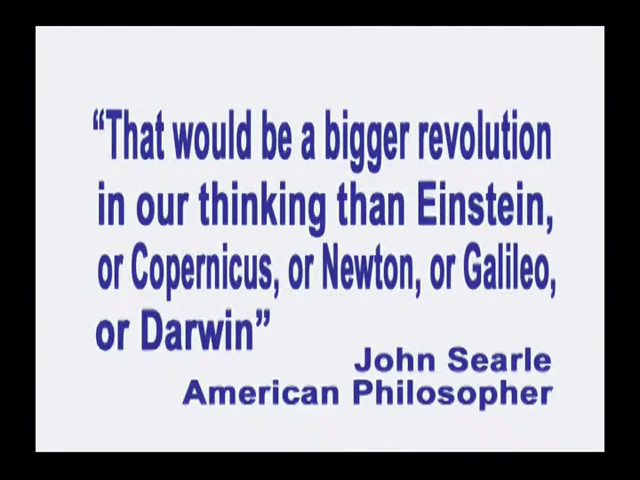 “That would be a bigger revolution
in our thinking than Einstein,
or Copernicus, or Newton, or Galileo,
or Darwin”
John Searle
American Philosopher